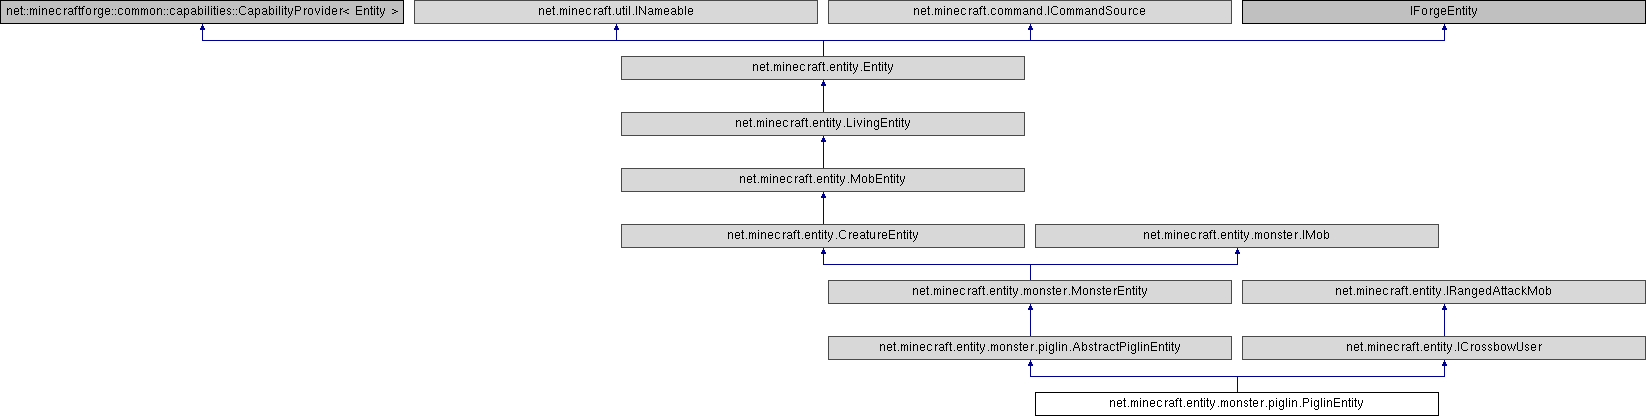 net::minecraftforge::common::capabilities::CapabilityProvider< Entity >
net.minecraft.util.INameable
net.minecraft.command.ICommandSource
IForgeEntity
net.minecraft.entity.Entity
net.minecraft.entity.LivingEntity
net.minecraft.entity.MobEntity
net.minecraft.entity.CreatureEntity
net.minecraft.entity.monster.IMob
net.minecraft.entity.monster.MonsterEntity
net.minecraft.entity.IRangedAttackMob
net.minecraft.entity.monster.piglin.AbstractPiglinEntity
net.minecraft.entity.ICrossbowUser
net.minecraft.entity.monster.piglin.PiglinEntity